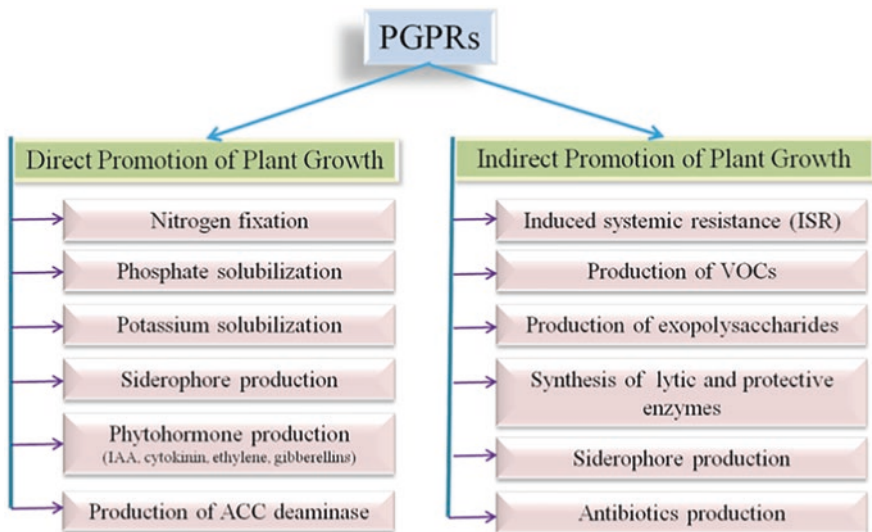 PGPRs
Direct Promotion of Plant Growth
Nitrogen fixation
Phosphate solubilization
Potassium solubilization
Siderophore production
Phytohormone production
(IAA, cytokinin, ethylene, gibberellins)
Production of ACC deaminase
Indirect Promotion of Plant Growth
Induced systemic resistance (ISR)
Production of VOCs
Production of exopolysaccharides
Synthesis of lytic and protective
enzymes
Siderophore production
Antibiotics production